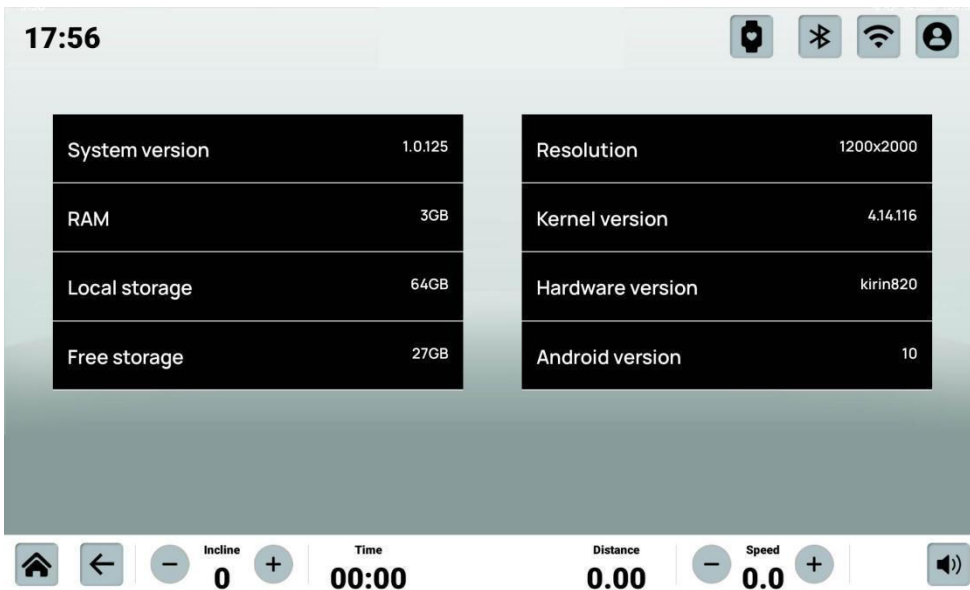 17:56
System version 1.0.125
RAM 3GB
Local storage 64GB
Free storage 27GB
Resolution 1200x2000
Kernel version 4.14.116
Hardware version kirin820
Android version 10
Incline
0
Time
00:00
Distance
0.00
Speed
0.0